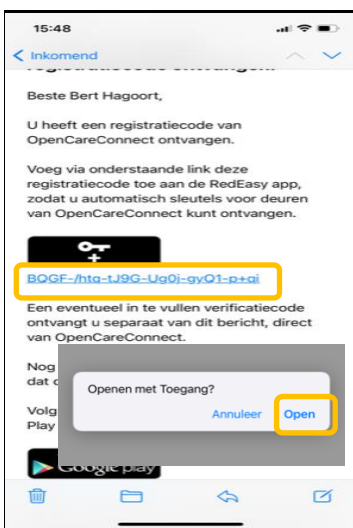 15:48
Inkomend
registratiecode ontvangen.
Beste Bert Hagoort,
U heeft een registratiecode van
OpenCareConnect ontvangen.
Voeg via onderstaande link deze
registratiecode toe aan de RedEasy app,
zodat u automatisch sleutels voor deuren
van OpenCareConnect kunt ontvangen.
BQGF-/htq-tJ9G-Ug0j-gyQ1-p+qi
Een eventueel in te vullen verificatiecode
ontvangt u separaat van dit bericht, direct
van OpenCareConnect.
Nog
dat
Openen met Toegang?
Annuleer Open
Volg
Play
Google play